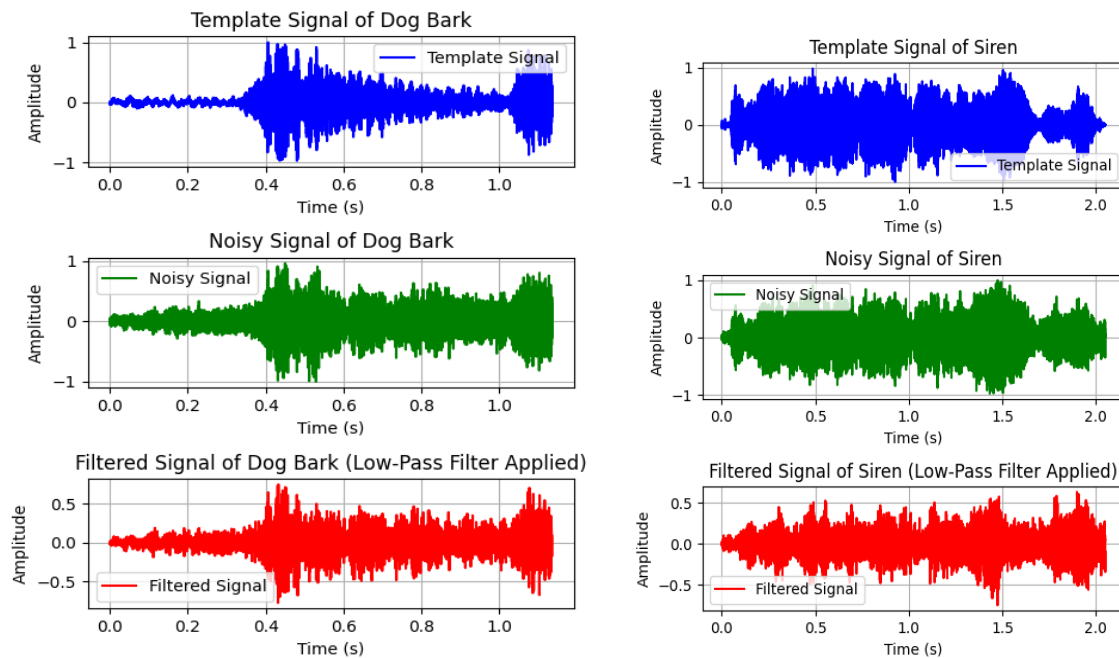 Template Signal of Dog Bark
Amplitude
1
0
−1
Template Signal
0.0 0.2 0.4 0.6 0.8 1.0
Time (s)
Noisy Signal of Dog Bark
Amplitude
1
0
−1
Noisy Signal
0.0 0.2 0.4 0.6 0.8 1.0
Time (s)
Filtered Signal of Dog Bark (Low-Pass Filter Applied)
Amplitude
0.5
0.0
−0.5
Filtered Signal
0.0 0.2 0.4 0.6 0.8 1.0
Time (s)
Template Signal of Siren
Amplitude
1
0
−1
Template Signal
0.0 0.5 1.0 1.5 2.0
Time (s)
Noisy Signal of Siren
Amplitude
1
0
−1
Noisy Signal
0.0 0.5 1.0 1.5 2.0
Time (s)
Filtered Signal of Siren (Low-Pass Filter Applied)
Amplitude
0.5
0.0
−0.5
Filtered Signal
0.0 0.5 1.0 1.5 2.0
Time (s)